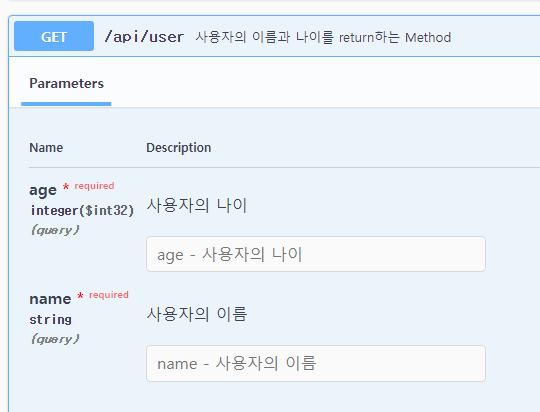 GET /api/user 사용자의 이름과 나이를 return하는 Method
Parameters
Name Description
age * required
integer($int32)
(query)
사용자의 나이
age - 사용자의 나이
name * required
string
(query)
사용자의 이름
name - 사용자의 이름